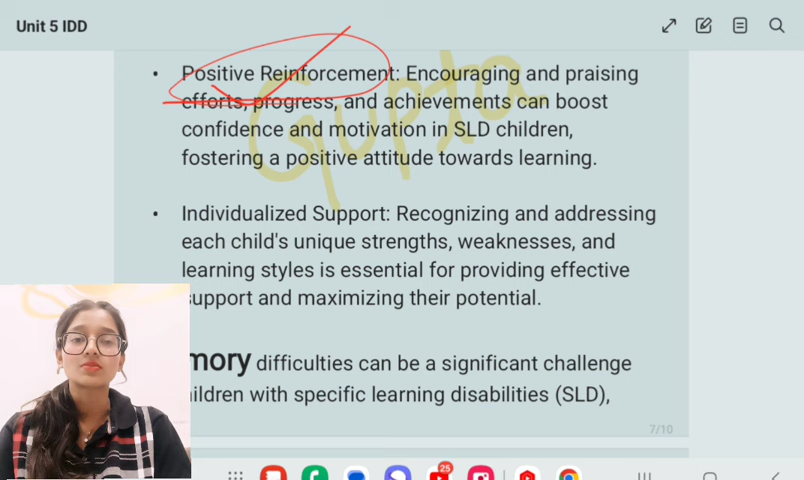 Unit 5 IDD
• Positive Reinforcement: Encouraging and praising
efforts, progress, and achievements can boost
confidence and motivation in SLD children,
fostering a positive attitude towards learning.
Gupta
• Individualized Support: Recognizing and addressing
each child's unique strengths, weaknesses, and
learning styles is essential for providing effective
support and maximizing their potential.
mory difficulties can be a significant challenge
ildren with specific learning disabilities (SLD),
7/10
25